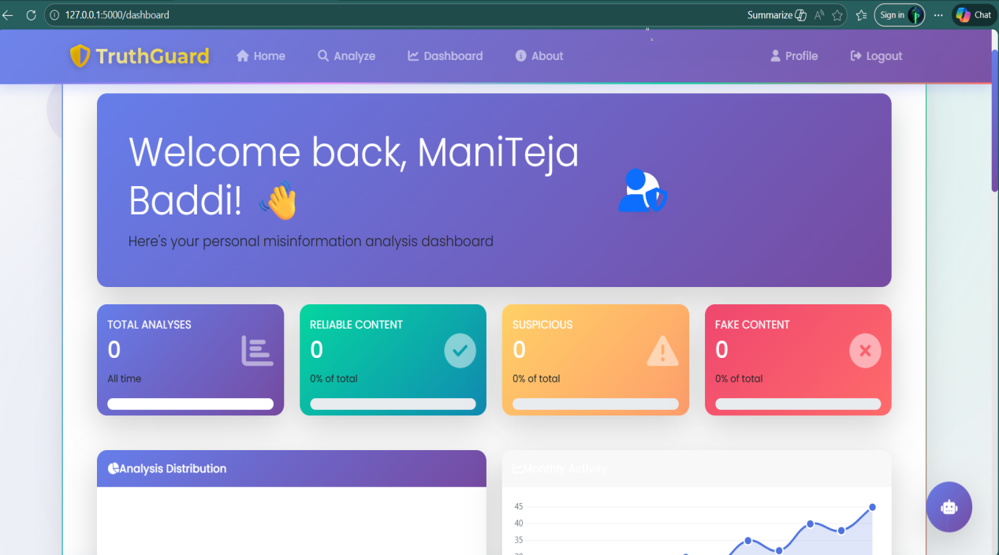 127.0.0.1:5000/dashboard
Summarize
Sign in
Chat
TruthGuard
Home
Analyze
Dashboard
About
Profile
Logout
Welcome back, ManiTeja
Baddi! 👋
Here's your personal misinformation analysis dashboard
TOTAL ANALYSES
0
All time
RELIABLE CONTENT
0
0% of total
SUSPICIOUS
0
0% of total
FAKE CONTENT
0
0% of total
Analysis Distribution
Monthly Activity
45
40
35